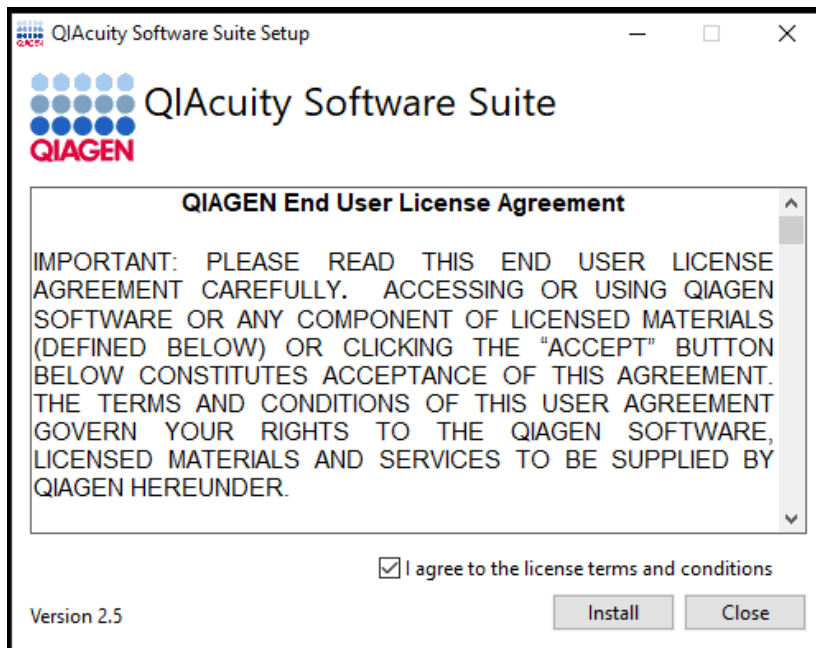 QIAcuity Software Suite Setup
QIAcuity Software Suite
QIAGEN
QIAGEN End User License Agreement
IMPORTANT: PLEASE READ THIS END USER LICENSE
AGREEMENT CAREFULLY. ACCESSING OR USING QIAGEN
SOFTWARE OR ANY COMPONENT OF LICENSED MATERIALS
(DEFINED BELOW) OR CLICKING THE “ACCEPT” BUTTON
BELOW CONSTITUTES ACCEPTANCE OF THIS AGREEMENT.
THE TERMS AND CONDITIONS OF THIS USER AGREEMENT
GOVERN YOUR RIGHTS TO THE QIAGEN SOFTWARE,
LICENSED MATERIALS AND SERVICES TO BE SUPPLIED BY
QIAGEN HEREUNDER.
I agree to the license terms and conditions
Version 2.5
Install
Close